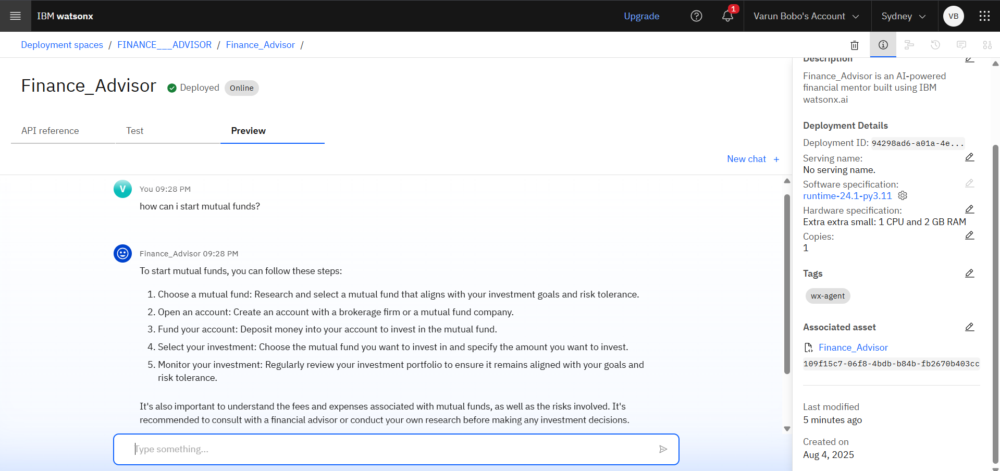 IBM watsonx
Upgrade
1
Varun Bobo's Account
Sydney
VB
Deployment spaces / FINANCE___ADVISOR / Finance_Advisor /
Finance_Advisor
Deployed
Online
API reference
Test
Preview
New chat +
V
You 09:28 PM
how can i start mutual funds?
Finance_Advisor 09:28 PM
To start mutual funds, you can follow these steps:
1. Choose a mutual fund: Research and select a mutual fund that aligns with your investment goals and risk tolerance.
2. Open an account: Create an account with a brokerage firm or a mutual fund company.
3. Fund your account: Deposit money into your account to invest in the mutual fund.
4. Select your investment: Choose the mutual fund you want to invest in and specify the amount you want to invest.
5. Monitor your investment: Regularly review your investment portfolio to ensure it remains aligned with your goals and
risk tolerance.
It's also important to understand the fees and expenses associated with mutual funds, as well as the risks involved. It's
recommended to consult with a financial advisor or conduct your own research before making any investment decisions.
Type something...
Description
Finance_Advisor is an AI-powered
financial mentor built using IBM
watsonx.ai
Deployment Details
Deployment ID: 94298ad6-a01a-4e...
Serving name:
No serving name.
Software specification:
runtime-24.1-py3.11
Hardware specification:
Extra extra small: 1 CPU and 2 GB RAM
Copies:
1
Tags
wx-agent
Associated asset
Finance_Advisor
109f15c7-06f8-4bdb-b84b-fb2670b403cc
Last modified
5 minutes ago
Created on
Aug 4, 2025